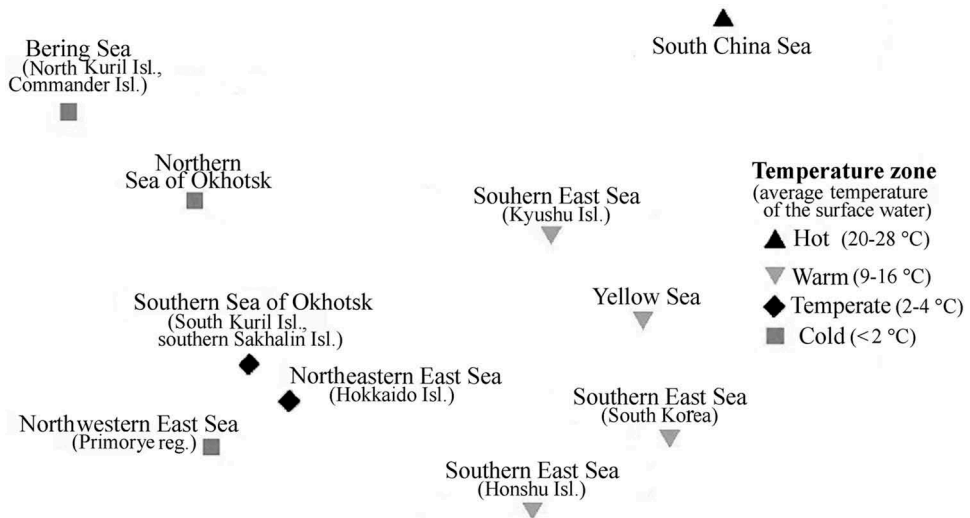 South China Sea
Bering Sea
(North Kuril Isl.,
Commander Isl.)
Northern
Sea of Okhotsk
Souhern East Sea
(Kyushu Isl.)
Temperature zone
(average temperature
of the surface water)
Hot (20-28 °C)
Warm (9-16 °C)
Temperate (2-4 °C)
Cold (<2 °C)
Yellow Sea
Southern Sea of Okhotsk
(South Kuril Isl.,
southern Sakhalin Isl.)
Northeastern East Sea
(Hokkaido Isl.)
Southern East Sea
(South Korea)
Northwestern East Sea
(Primorye reg.)
Southern East Sea
(Honshu Isl.)